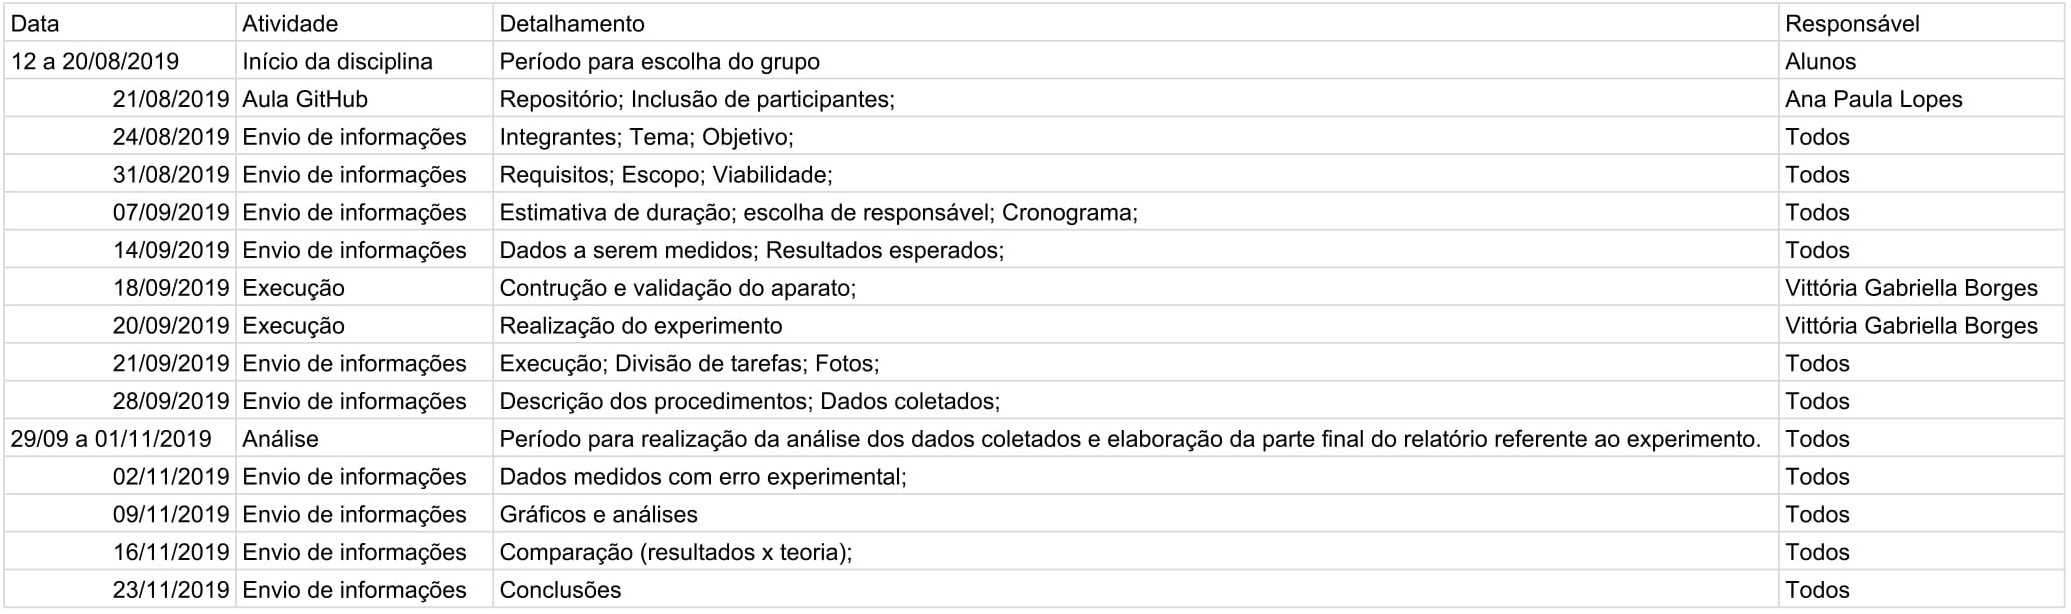 Data Atividade Detalhamento Responsável
12 a 20/08/2019 Início da disciplina Período para escolha do grupo Alunos
21/08/2019 Aula GitHub Repositório; Inclusão de participantes; Ana Paula Lopes
24/08/2019 Envio de informações Integrantes; Tema; Objetivo; Todos
31/08/2019 Envio de informações Requisitos; Escopo; Viabilidade; Todos
07/09/2019 Envio de informações Estimativa de duração; escolha de responsável; Cronograma; Todos
14/09/2019 Envio de informações Dados a serem medidos; Resultados esperados; Todos
18/09/2019 Execução Contrução e validação do aparato; Vittória Gabriella Borges
20/09/2019 Execução Realização do experimento Vittória Gabriella Borges
21/09/2019 Envio de informações Execução; Divisão de tarefas; Fotos; Todos
28/09/2019 Envio de informações Descrição dos procedimentos; Dados coletados; Todos
29/09 a 01/11/2019 Análise Período para realização da análise dos dados coletados e elaboração da parte final do relatório referente ao experimento. Todos
02/11/2019 Envio de informações Dados medidos com erro experimental; Todos
09/11/2019 Envio de informações Gráficos e análises Todos
16/11/2019 Envio de informações Comparação (resultados x teoria); Todos
23/11/2019 Envio de informações Conclusões Todos